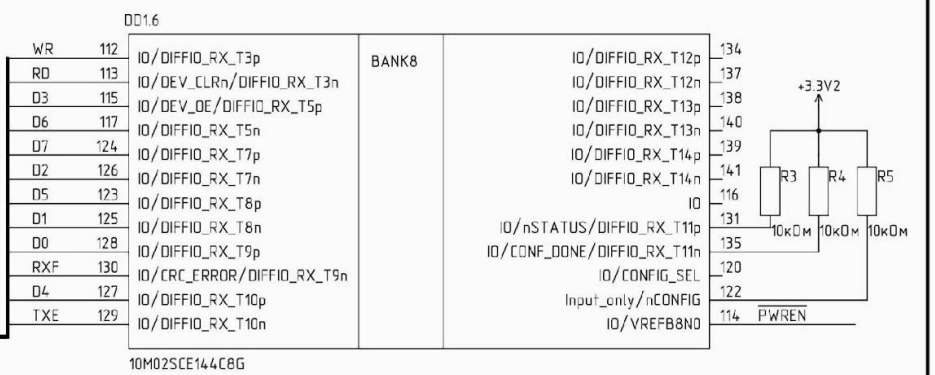 DD1.6
BANK8
WR 112 IO/DIFFIO_RX_T3p
RD 113 IO/DEV_CLRn/DIFFIO_RX_T3n
D3 115 IO/DEV_OE/DIFFIO_RX_T5p
D6 117 IO/DIFFIO_RX_T5n
D7 124 IO/DIFFIO_RX_T7p
D2 126 IO/DIFFIO_RX_T7n
D5 123 IO/DIFFIO_RX_T8p
D1 125 IO/DIFFIO_RX_T8n
D0 128 IO/DIFFIO_RX_T9p
RXF 130 IO/CRC_ERROR/DIFFIO_RX_T9n
D4 127 IO/DIFFIO_RX_T10p
TXE 129 IO/DIFFIO_RX_T10n
IO/DIFFIO_RX_T12p 134
IO/DIFFIO_RX_T12n 137
IO/DIFFIO_RX_T13p 138
IO/DIFFIO_RX_T13n 140
IO/DIFFIO_RX_T14p 139
IO/DIFFIO_RX_T14n 141
IO 116
IO/nSTATUS/DIFFIO_RX_T11p 131
IO/CONF_DONE/DIFFIO_RX_T11n 135
IO/CONFIG_SEL 120
Input_only/nCONFIG 122
IO/VREFB8N0 114 PWREN
+3.3V2
R3 R4 R5
10кОм 10кОм 10кОм
10M02SCE144C8G